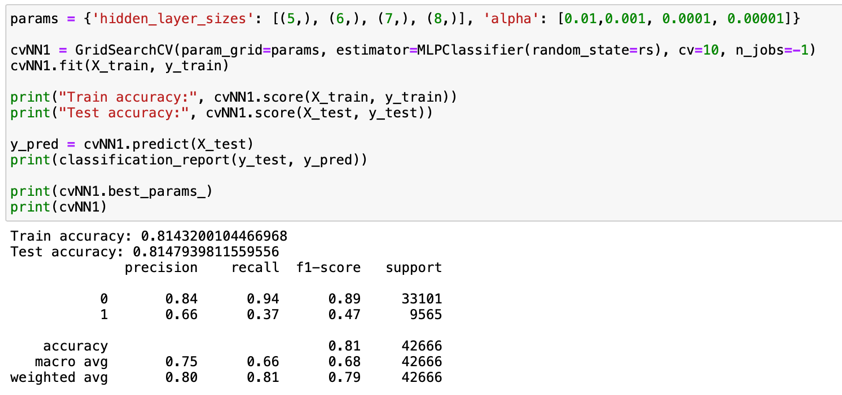 params = {'hidden_layer_sizes': [(5,), (6,), (7,), (8,)], 'alpha': [0.01,0.001, 0.0001, 0.00001]}
cvNN1 = GridSearchCV(param_grid=params, estimator=MLPClassifier(random_state=rs), cv=10, n_jobs=-1)
cvNN1.fit(X_train, y_train)
print("Train accuracy:", cvNN1.score(X_train, y_train))
print("Test accuracy:", cvNN1.score(X_test, y_test))
y_pred = cvNN1.predict(X_test)
print(classification_report(y_test, y_pred))
print(cvNN1.best_params_)
print(cvNN1)
Train accuracy: 0.8143200104466968
Test accuracy: 0.8147939811559556
precision recall f1-score support
0 0.84 0.94 0.89 33101
1 0.66 0.37 0.47 9565
accuracy 0.81 42666
macro avg 0.75 0.66 0.68 42666
weighted avg 0.80 0.81 0.79 42666